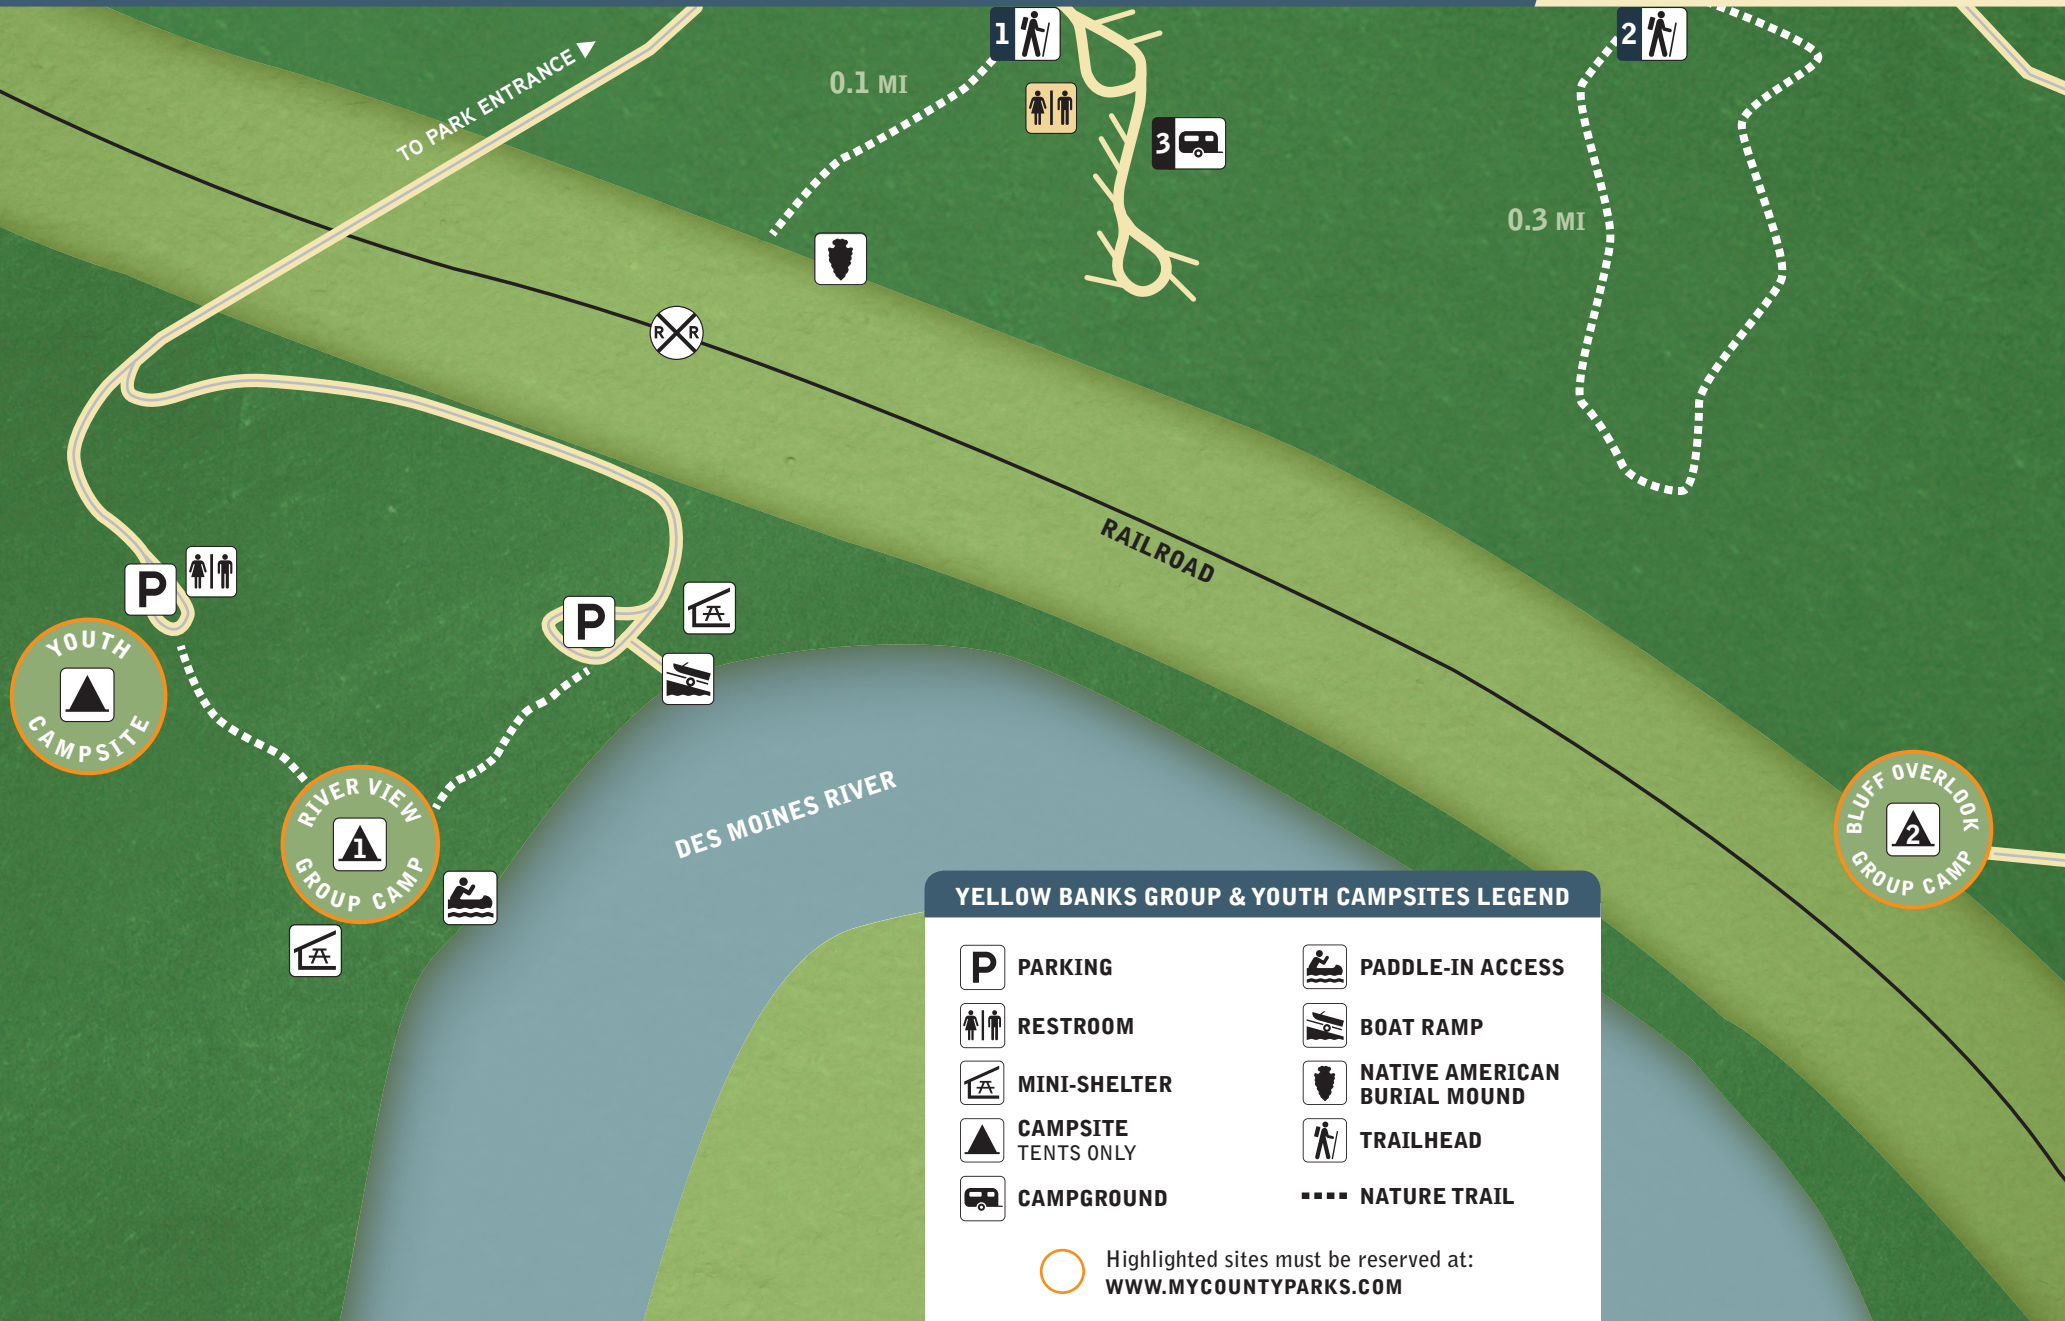 TO PARK ENTRANCE
1
2
0.1 MI
3
0.3 MI
R R
RAILROAD
P
P
YOUTH
CAMPSITE
RIVER VIEW
1
GROUP CAMP
DES MOINES RIVER
BLUFF OVERLOOK
2
GROUP CAMP
YELLOW BANKS GROUP & YOUTH CAMPSITES LEGEND
P PARKING
RESTROOM
MINI-SHELTER
CAMPSITE
TENTS ONLY
CAMPGROUND
PADDLE-IN ACCESS
BOAT RAMP
NATIVE AMERICAN
BURIAL MOUND
TRAILHEAD
NATURE TRAIL
Highlighted sites must be reserved at:
WWW.MYCOUNTYPARKS.COM